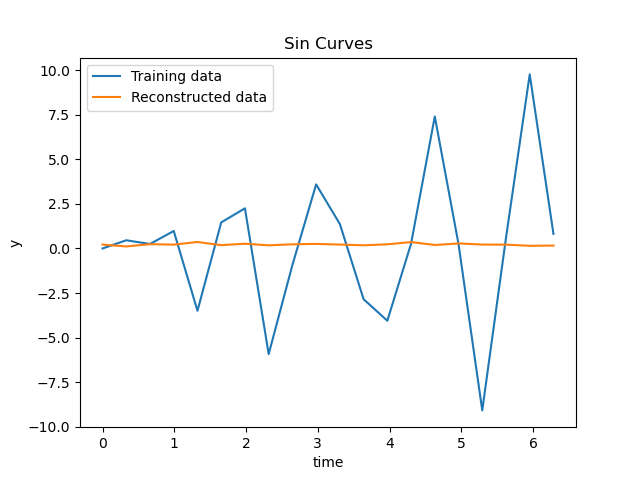 Sin Curves
Training data
Reconstructed data
10.0
7.5
5.0
2.5
0.0
−2.5
−5.0
−7.5
−10.0
y
0 1 2 3 4 5 6
time